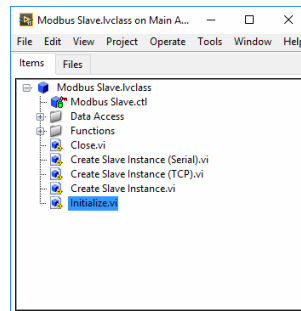 Modbus Slave.lvclass on Main A...
File Edit View Project Operate Tools Window Help
Items Files
Modbus Slave.lvclass
Modbus Slave.ctl
Data Access
Functions
Close.vi
Create Slave Instance (Serial).vi
Create Slave Instance (TCP).vi
Create Slave Instance.vi
Initialize.vi